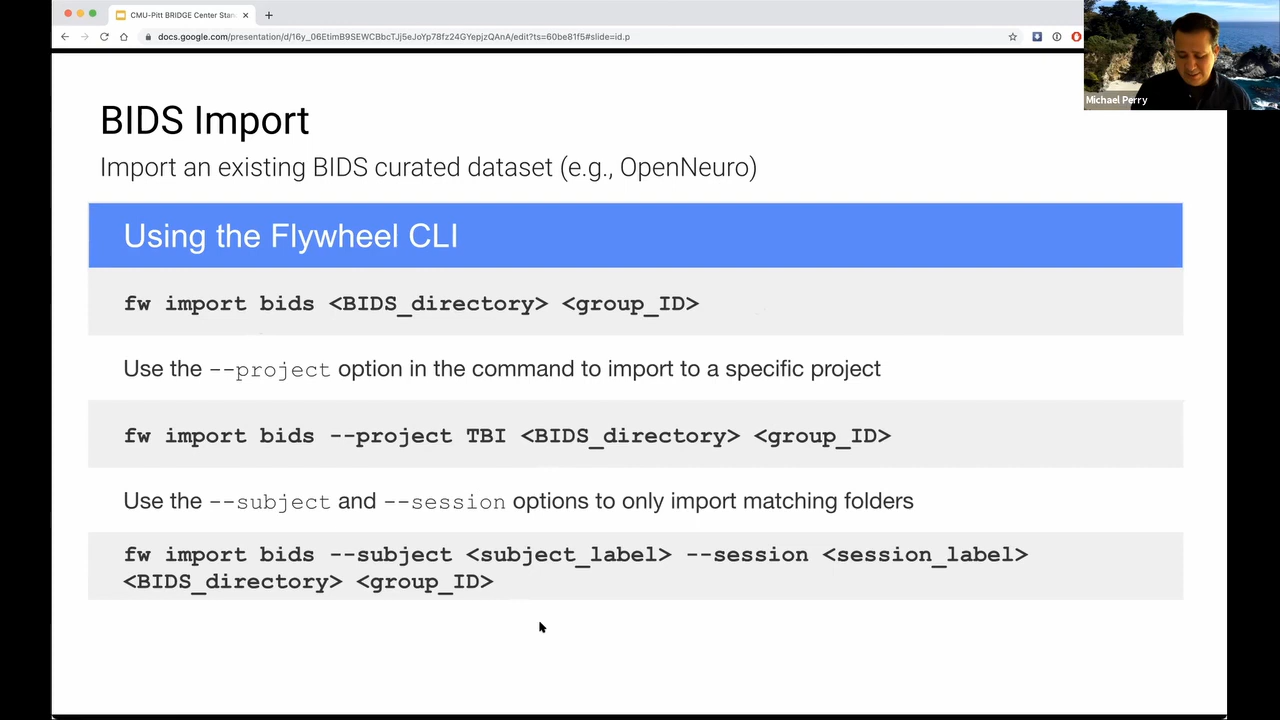 CMU-Pitt BRIDGE Center Stan
docs.google.com/presentation/d/16y_06EtimB9SEWCBbcTJj5eJoYp78fz24GYepjzQAnA/edit?ts=60be81f5#slide=id.p
Michael Perry
BIDS Import
Import an existing BIDS curated dataset (e.g., OpenNeuro)
Using the Flywheel CLI
fw import bids <BIDS_directory> <group_ID>
Use the --project option in the command to import to a specific project
fw import bids --project TBI <BIDS_directory> <group_ID>
Use the --subject and --session options to only import matching folders
fw import bids --subject <subject_label> --session <session_label>
<BIDS_directory> <group_ID>